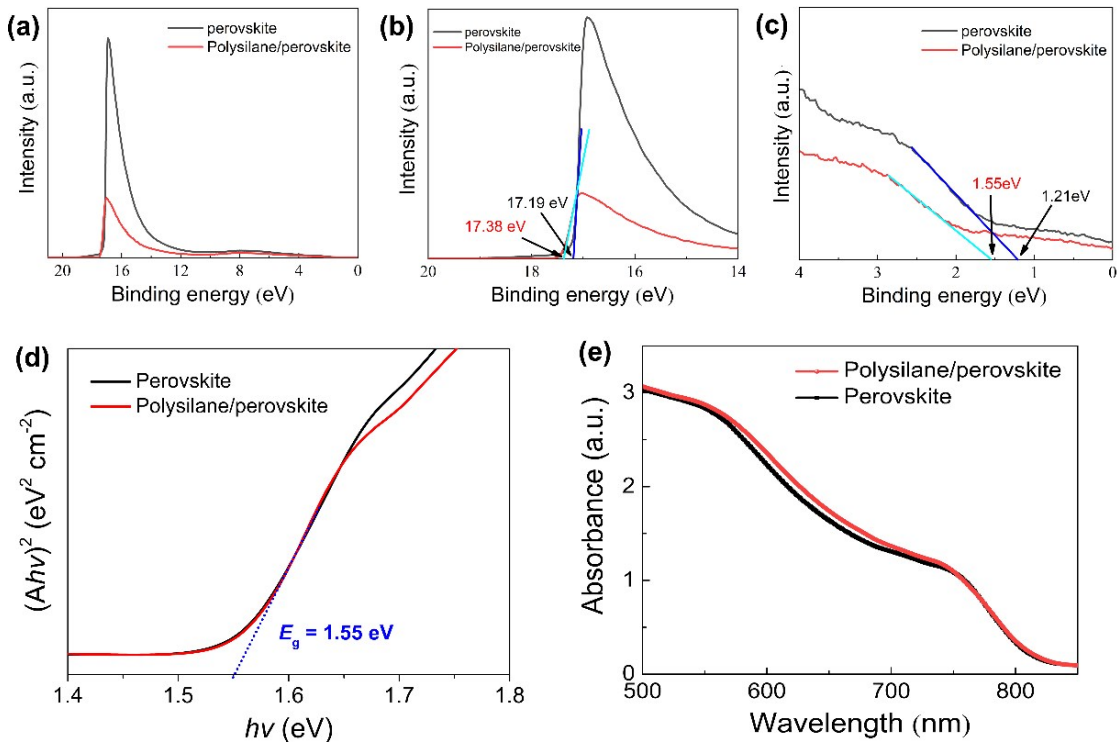 (a)
perovskite
Polysilane/perovskite
Intensity (a.u.)
20 16 12 8 4 0
Binding energy (eV)
(b)
perovskite
Polysilane/perovskite
Intensity (a.u.)
17.19 eV
17.38 eV
20 18 16 14
Binding energy (eV)
(c)
perovskite
Polysilane/perovskite
Intensity (a.u.)
1.55eV
1.21eV
4 3 2 1 0
Binding energy (eV)
(d)
Perovskite
Polysilane/perovskite
(Ahν)² (eV² cm⁻²)
Eg = 1.55 eV
1.4 1.5 1.6 1.7 1.8
hν (eV)
(e)
Polysilane/perovskite
Perovskite
Absorbance (a.u.)
3
2
1
0
500 600 700 800
Wavelength (nm)